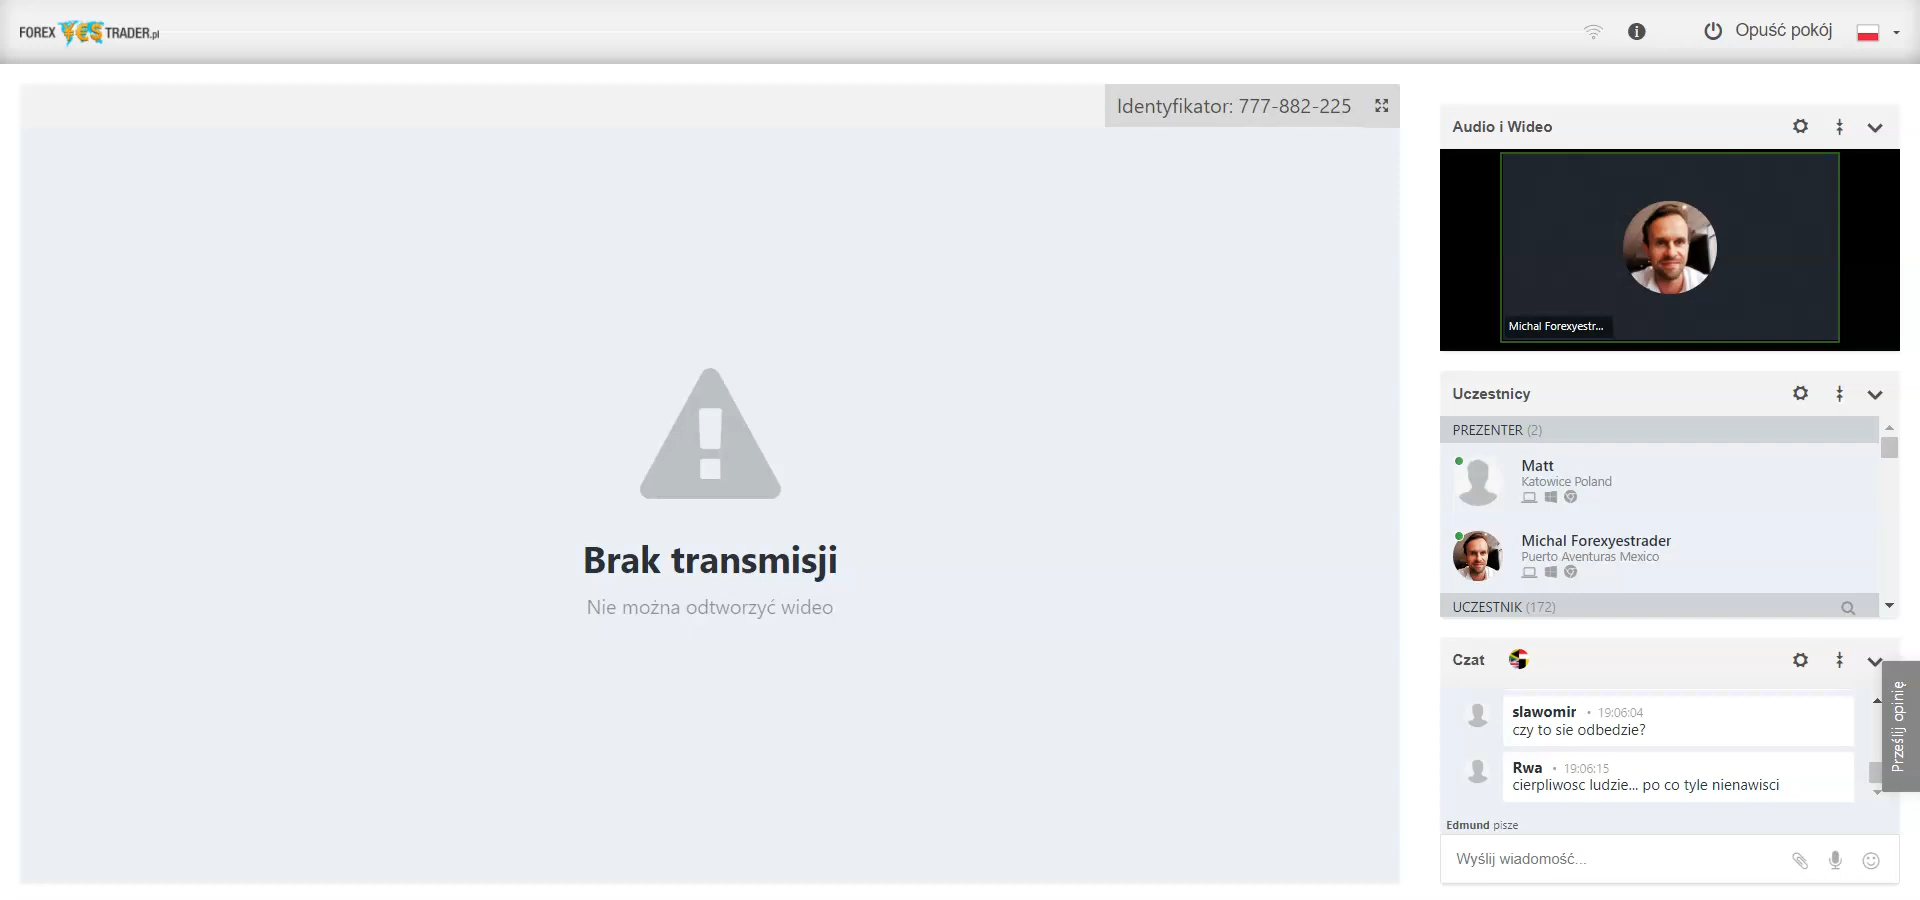 FOREX YES TRADER.pl
Opuść pokój
Identyfikator: 777-882-225
Brak transmisji
Nie można odtworzyć wideo
Audio i Wideo
Michal Forexyestr...
Uczestnicy
PREZENTER (2)
Matt
Katowice Poland
Michal Forexyestrader
Puerto Aventuras Mexico
UCZESTNIK (172)
Czat
slawomir • 19:06:04
czy to sie odbedzie?
Rwa • 19:06:15
cierpliwosc ludzie... po co tyle nienawisci
Edmund pisze
Wyślij wiadomość...
Prześlij opinię